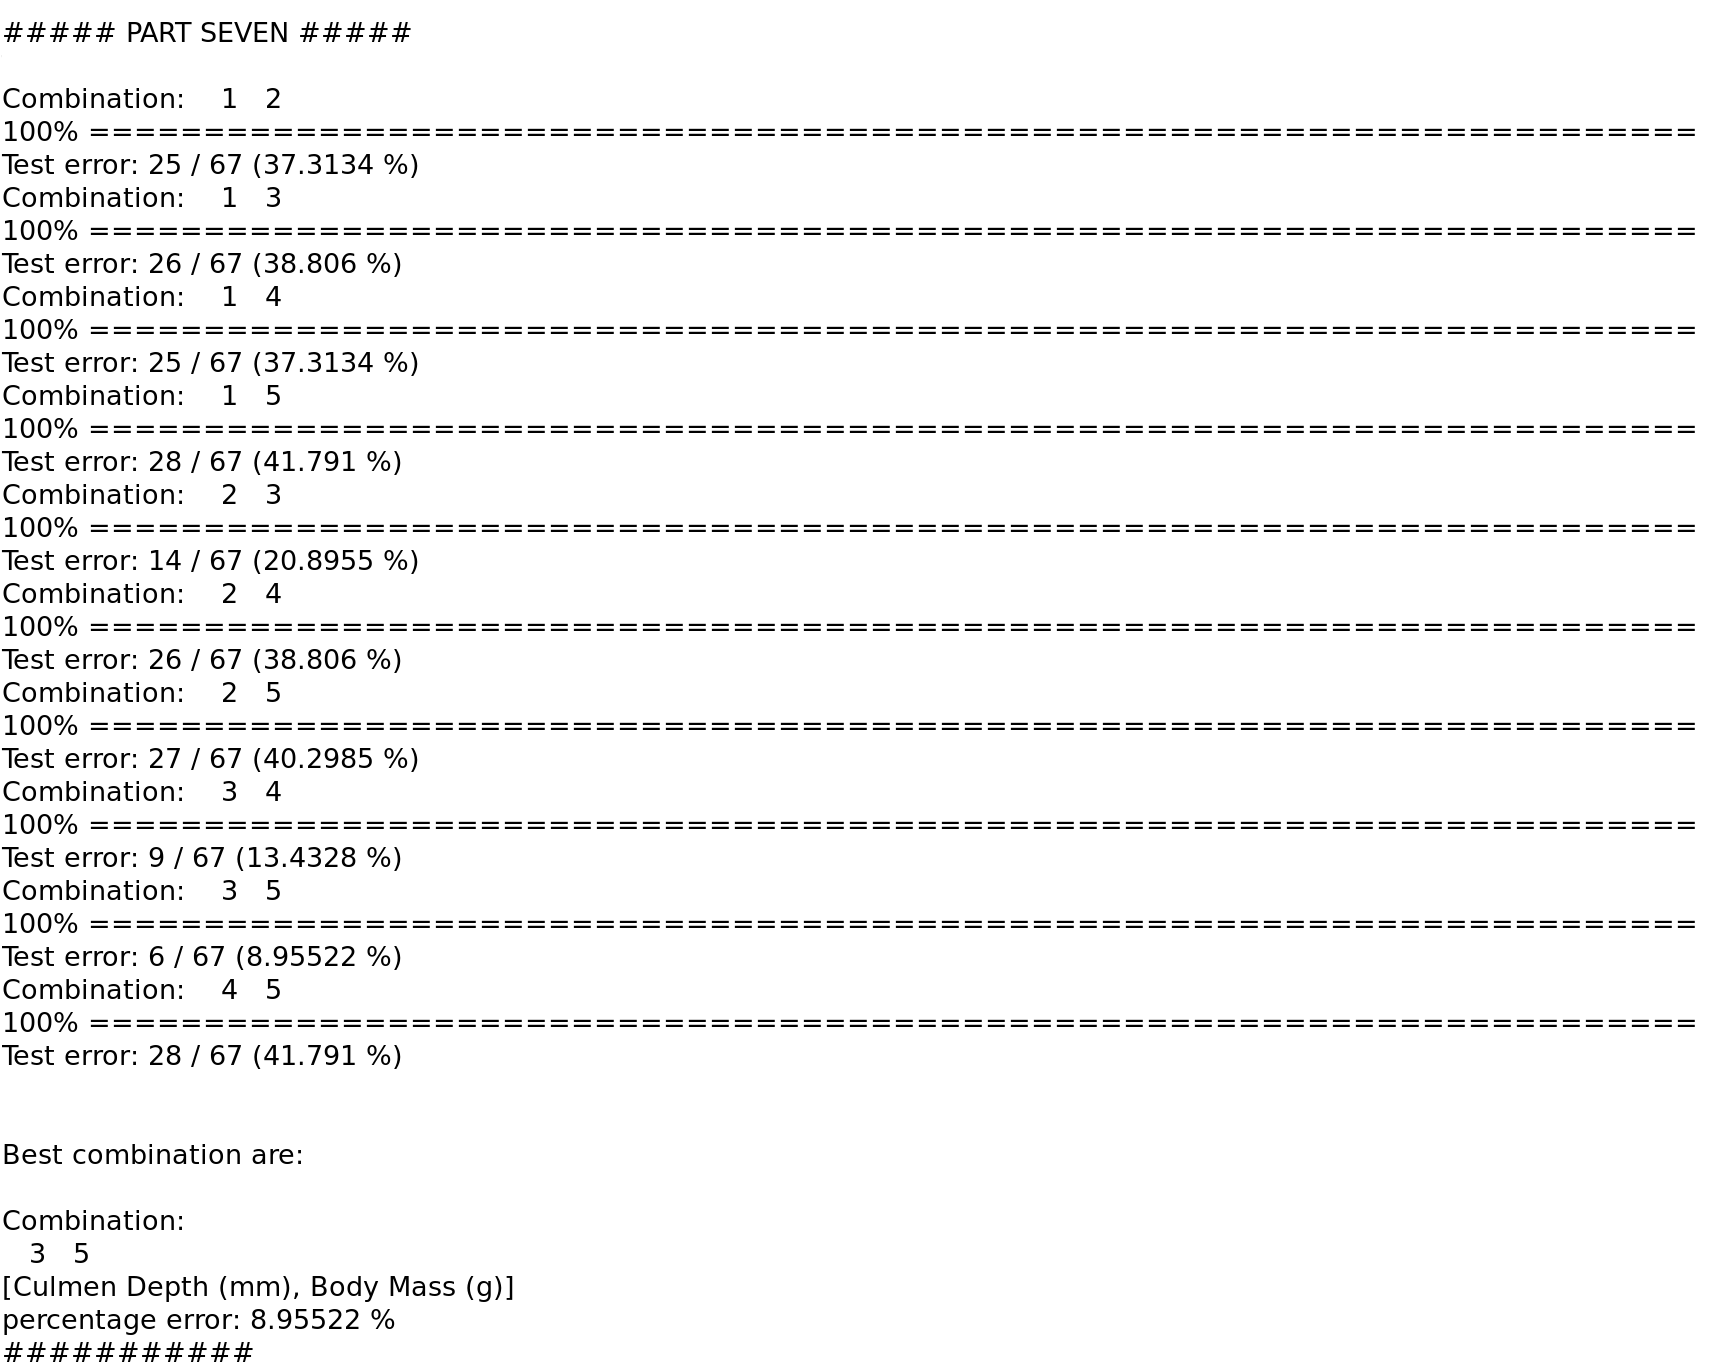 ##### PART SEVEN #####
Combination: 1 2
100% ======================================================================
Test error: 25 / 67 (37.3134 %)
Combination: 1 3
100% ======================================================================
Test error: 26 / 67 (38.806 %)
Combination: 1 4
100% ======================================================================
Test error: 25 / 67 (37.3134 %)
Combination: 1 5
100% ======================================================================
Test error: 28 / 67 (41.791 %)
Combination: 2 3
100% ======================================================================
Test error: 14 / 67 (20.8955 %)
Combination: 2 4
100% ======================================================================
Test error: 26 / 67 (38.806 %)
Combination: 2 5
100% ======================================================================
Test error: 27 / 67 (40.2985 %)
Combination: 3 4
100% ======================================================================
Test error: 9 / 67 (13.4328 %)
Combination: 3 5
100% ======================================================================
Test error: 6 / 67 (8.95522 %)
Combination: 4 5
100% ======================================================================
Test error: 28 / 67 (41.791 %)
Best combination are:
Combination:
3 5
[Culmen Depth (mm), Body Mass (g)]
percentage error: 8.95522 %
###########